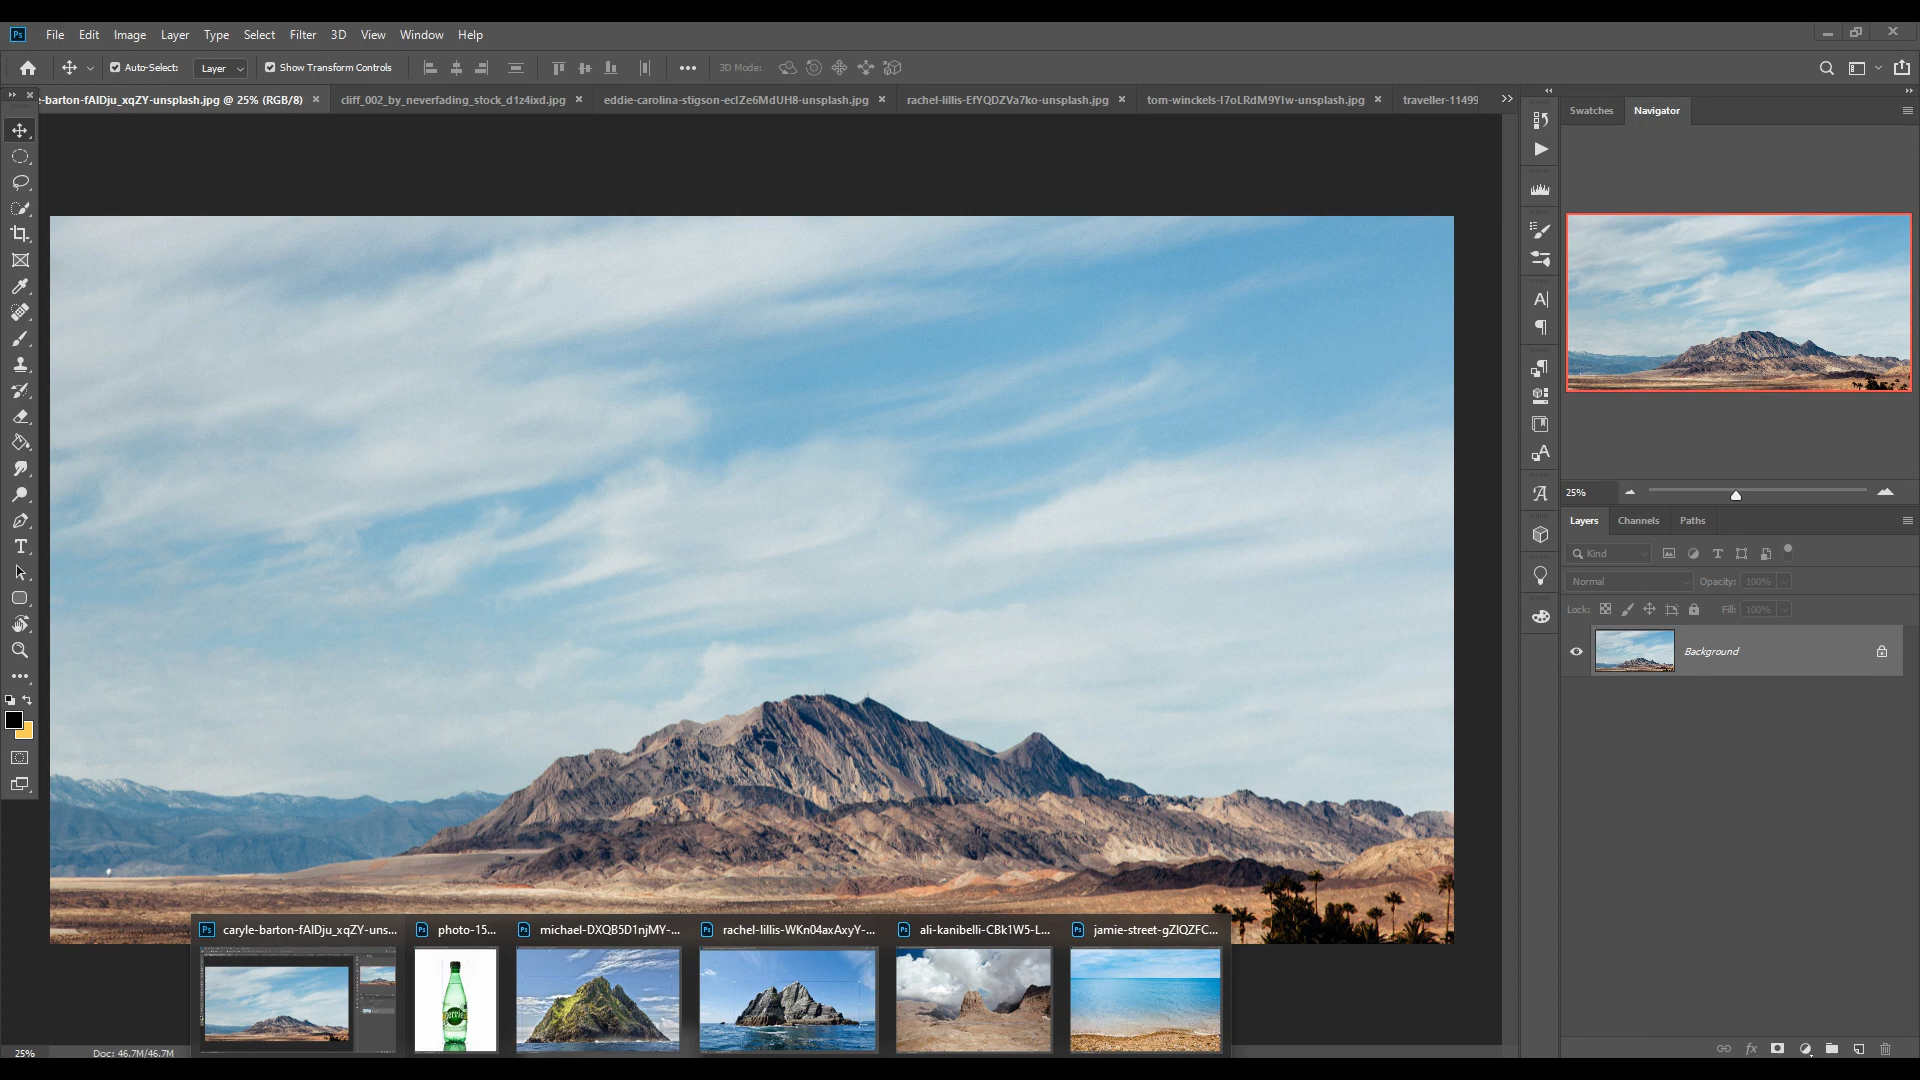 Ps File Edit Image Layer Type Select Filter 3D View Window Help
Auto-Select: Layer Show Transform Controls 3D Mode:
e-barton-fAIDju_xqZY-unsplash.jpg @ 25% (RGB/8) cliff_002_by_neverfading_stock_d1z4ixd.jpg eddie-carolina-stigson-ecIZe6MdUH8-unsplash.jpg rachel-lillis-EfYQDZVa7ko-unsplash.jpg tom-winckels-I7oLRdM9YIw-unsplash.jpg traveller-11499
Swatches Navigator
25%
Layers Channels Paths
Kind
Normal Opacity: 100%
Lock: Fill: 100%
Background
caryle-barton-fAIDju_xqZY-uns... photo-15... michael-DXQB5D1njMY-... rachel-lillis-WKn04axAxyY-... ali-kanibelli-CBk1W5-L... jamie-street-gZlQZFC...
perrier
25% Doc: 46.7M/46.7M